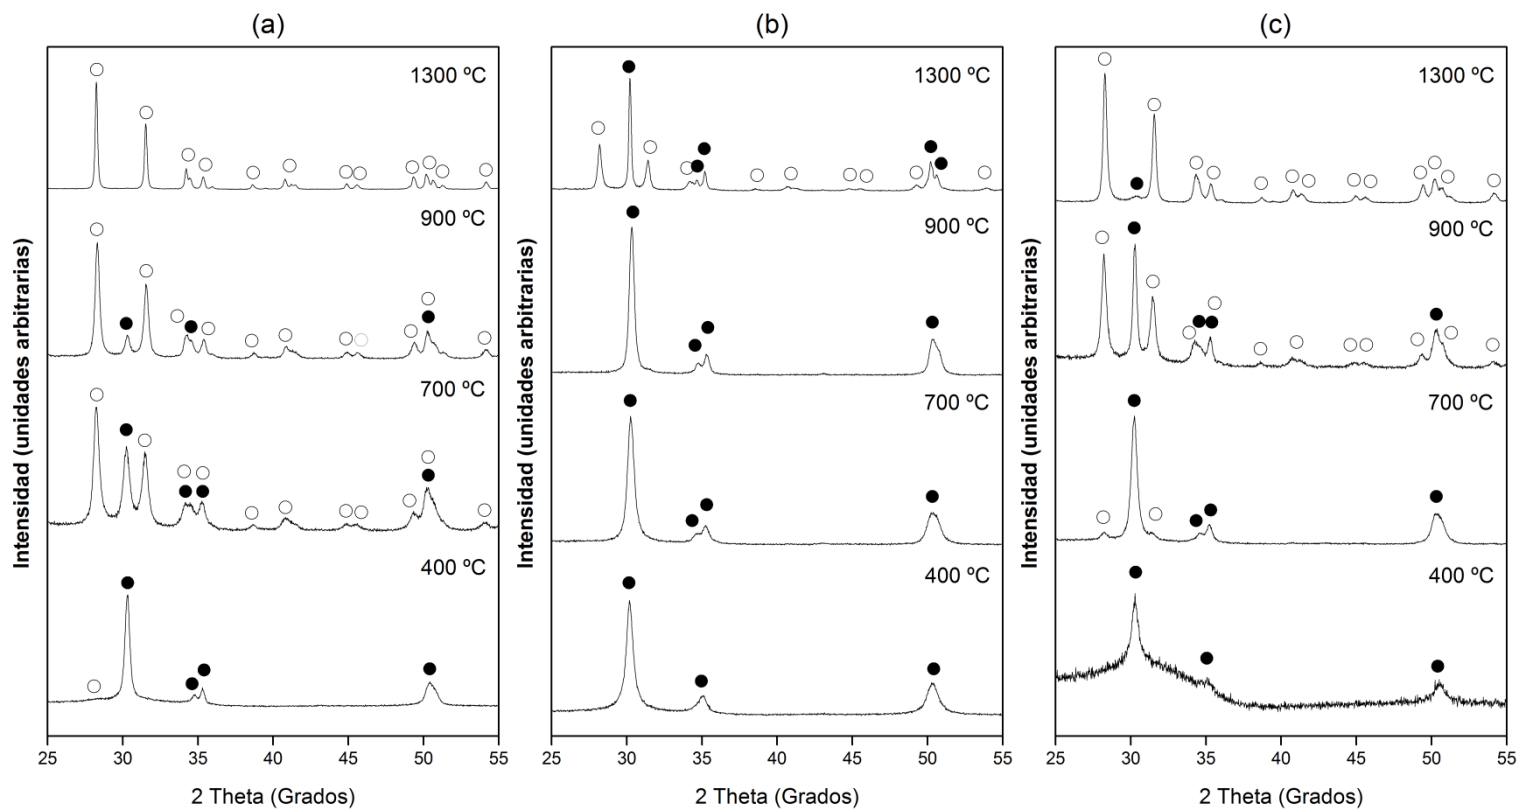 (a)
(b)
(c)
1300 ºC
1300 ºC
1300 ºC
900 ºC
900 ºC
900 ºC
700 ºC
700 ºC
700 ºC
400 ºC
400 ºC
400 ºC
Intensidad (unidades arbitrarias)
Intensidad (unidades arbitrarias)
Intensidad (unidades arbitrarias)
25 30 35 40 45 50 55
25 30 35 40 45 50 55
25 30 35 40 45 50 55
2 Theta (Grados)
2 Theta (Grados)
2 Theta (Grados)